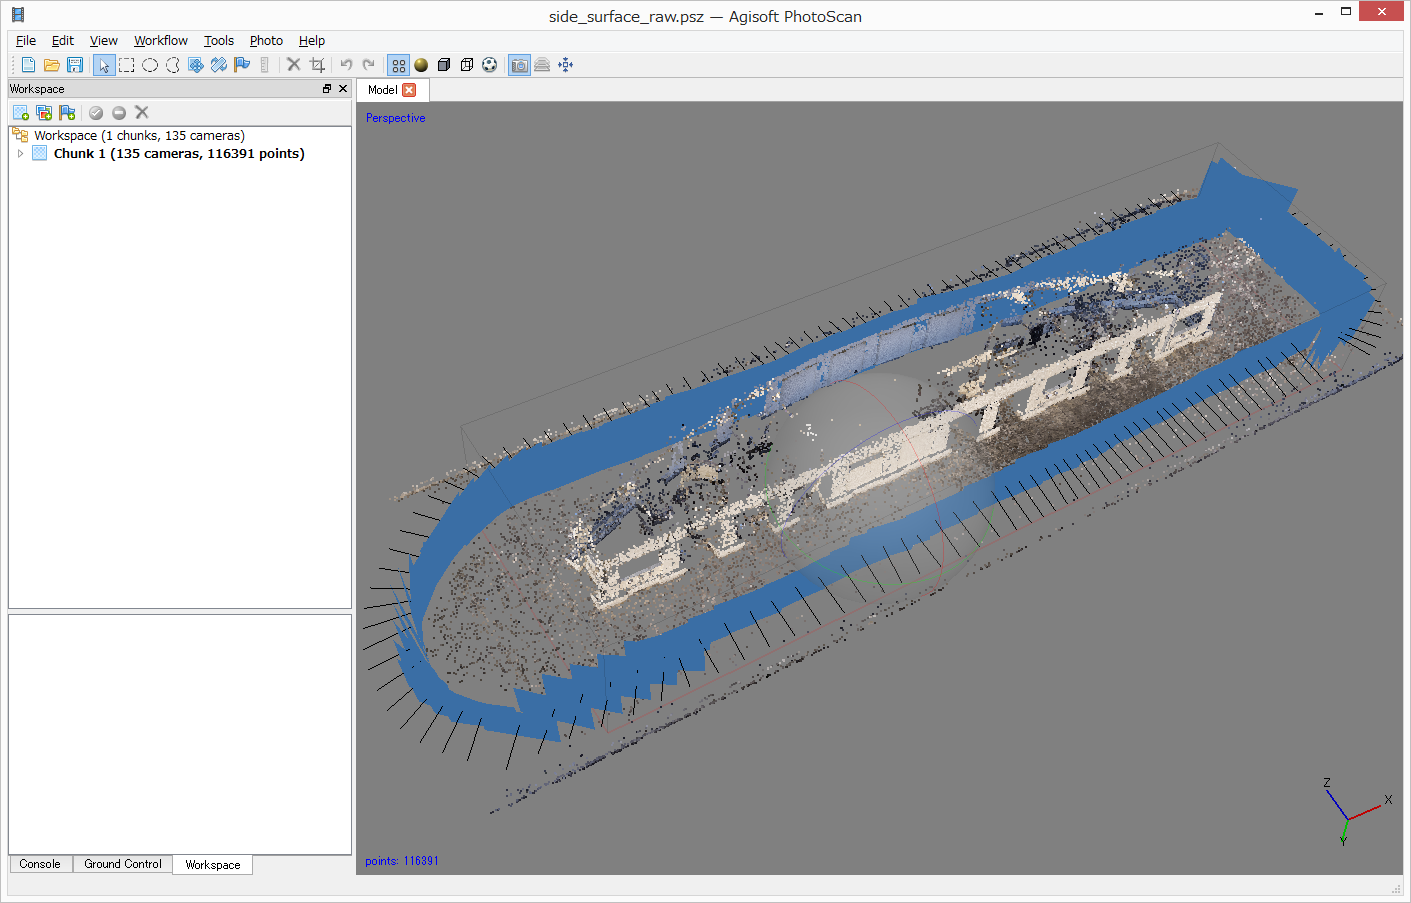 side_surface_raw.psz — Agisoft PhotoScan
File Edit View Workflow Tools Photo Help
Workspace
Model
Perspective
Workspace (1 chunks, 135 cameras)
Chunk 1 (135 cameras, 116391 points)
Z
X
Y
points: 116391
Console Ground Control Workspace